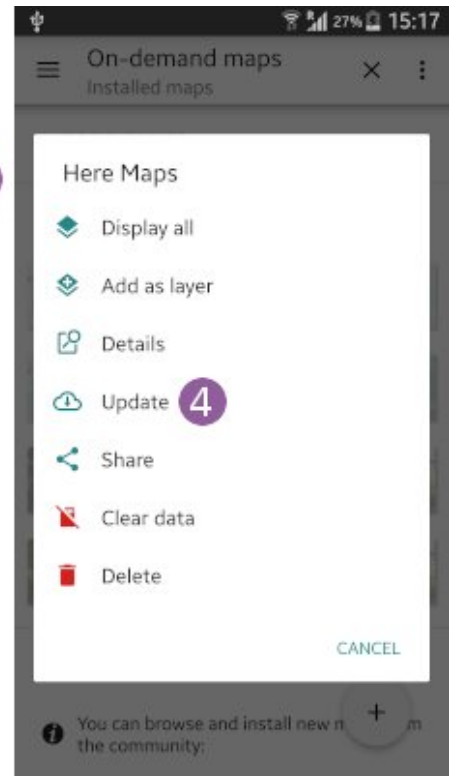 27% 15:17
On-demand maps
Installed maps
Here Maps
Display all
Add as layer
Details
Update 4
Share
Clear data
Delete
CANCEL
You can browse and install new
the community: